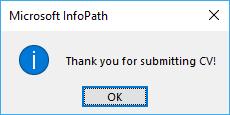 Microsoft InfoPath
Thank you for submitting CV!
OK